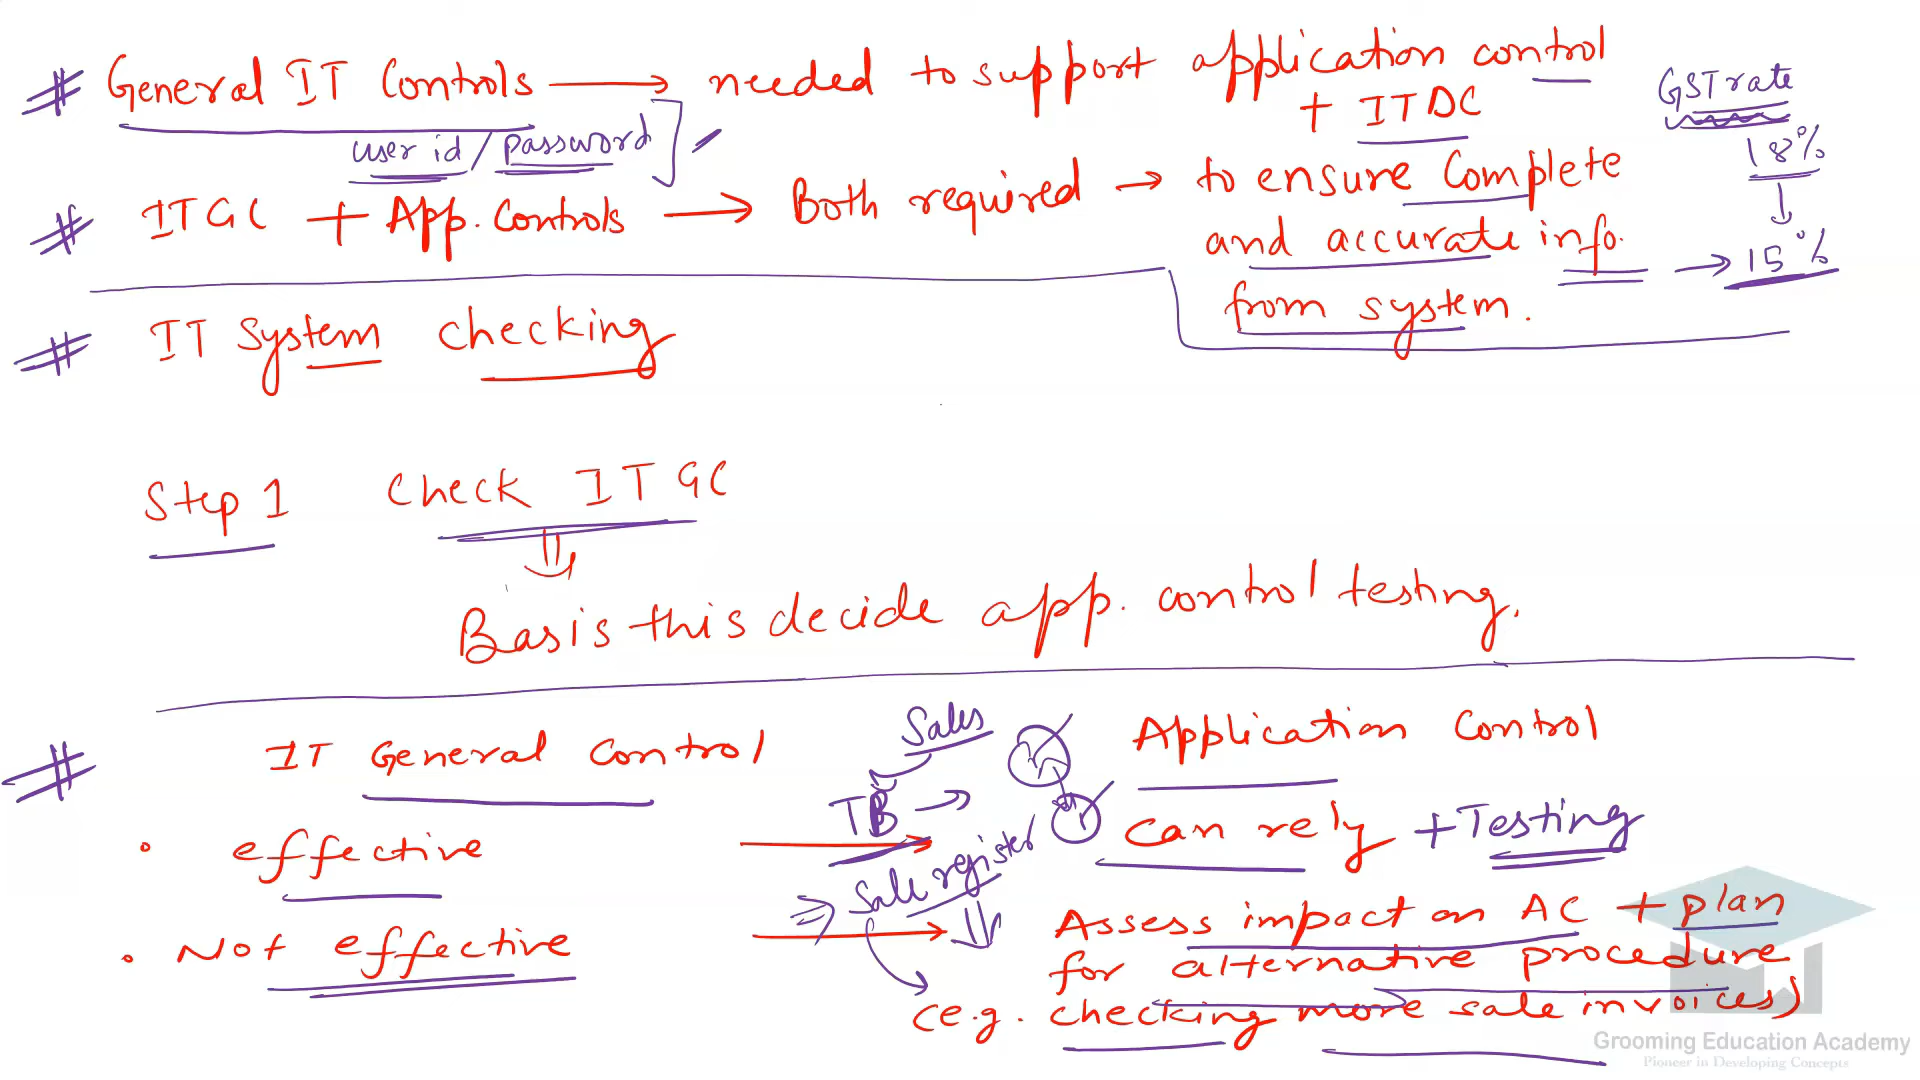 # General IT Controls → needed to support application control
+ ITDC
user id / password
GST rate
18%
↓
→ 15%
# ITGC + App. Controls → Both required → to ensure Complete
and accurate info.
from system.
# IT System checking
Step 1 Check ITGC
Basis this decide app. control testing.
# IT General Control
Application Control
Sales
TB →
• effective → can rely + Testing
⇒ Sale register
• Not effective → Assess impact on AC + plan
for alternative procedure
(e.g. checking more sale invoices)
Grooming Education Academy
Pioneer in Developing Concepts